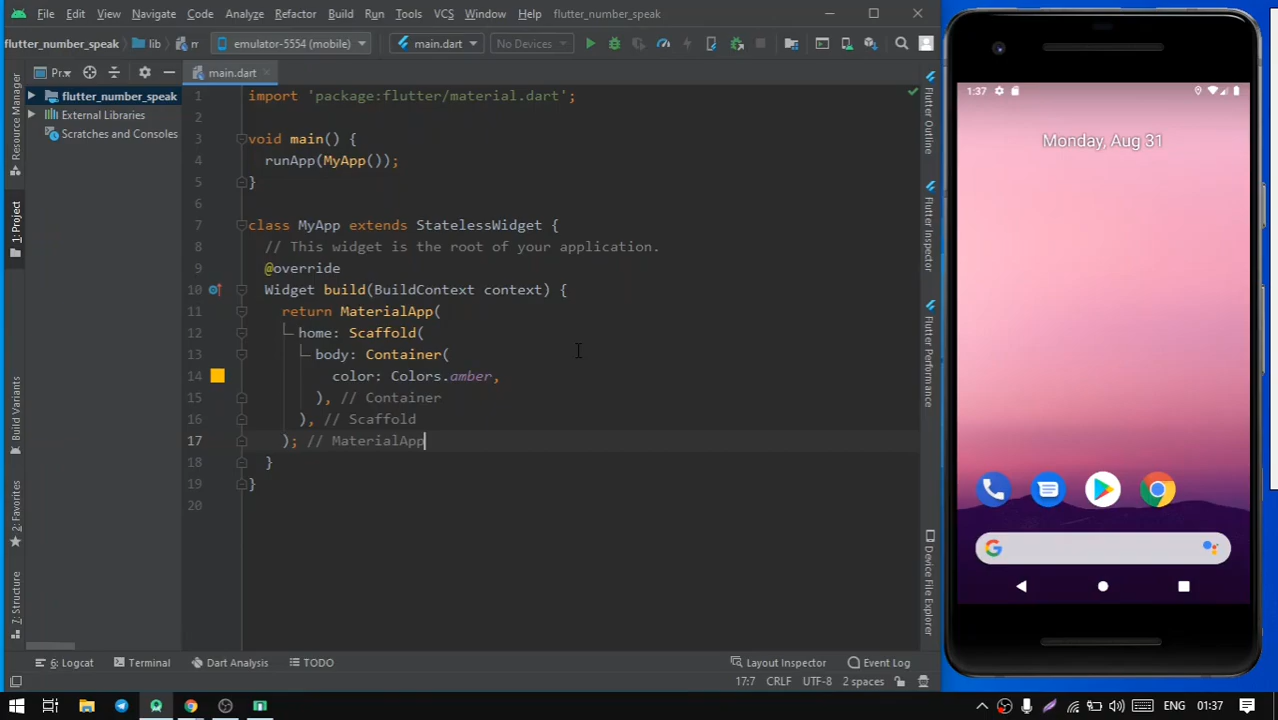 File Edit View Navigate Code Analyze Refactor Build Run Tools VCS Window Help flutter_number_speak
flutter_number_speak lib emulator-5554 (mobile) main.dart No Devices
1: Project
Resource Manager
Build Variants
2: Favorites
7: Structure
flutter_number_speak
External Libraries
Scratches and Consoles
main.dart
1 import 'package:flutter/material.dart';
2
3 void main() {
4 runApp(MyApp());
5 }
6
7 class MyApp extends StatelessWidget {
8 // This widget is the root of your application.
9 @override
10 Widget build(BuildContext context) {
11 return MaterialApp(
12 home: Scaffold(
13 body: Container(
14 color: Colors.amber,
15 ), // Container
16 ), // Scaffold
17 ); // MaterialApp
18 }
19 }
20
Flutter Outline
Flutter Inspector
Flutter Performance
Device File Explorer
6: Logcat Terminal Dart Analysis TODO Layout Inspector Event Log
17:7 CRLF UTF-8 2 spaces
1:37
Monday, Aug 31
ENG 01:37